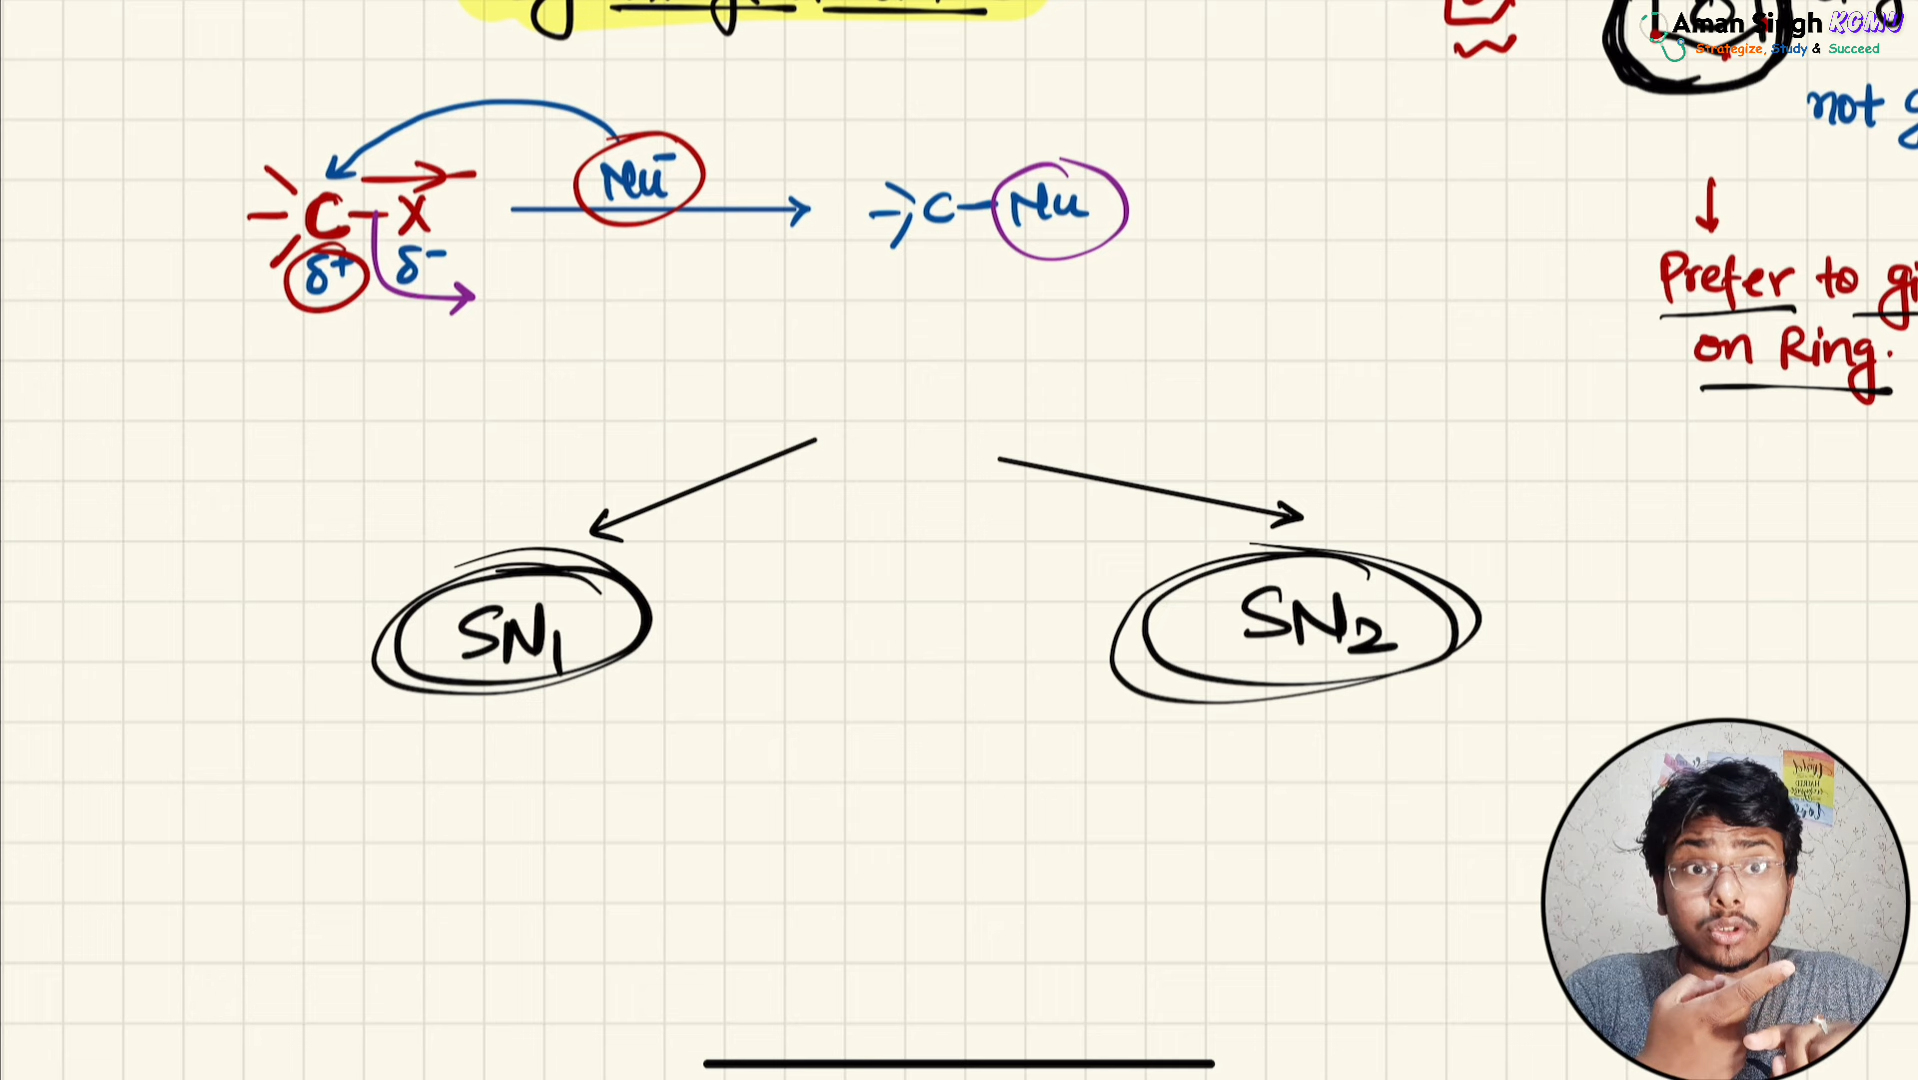 Aman Singh KGMU
Strategize, Study & Succeed
not
Nu⁻
C-X
δ+ δ-
C-Nu
Prefer to
on Ring.
SN1
SN2